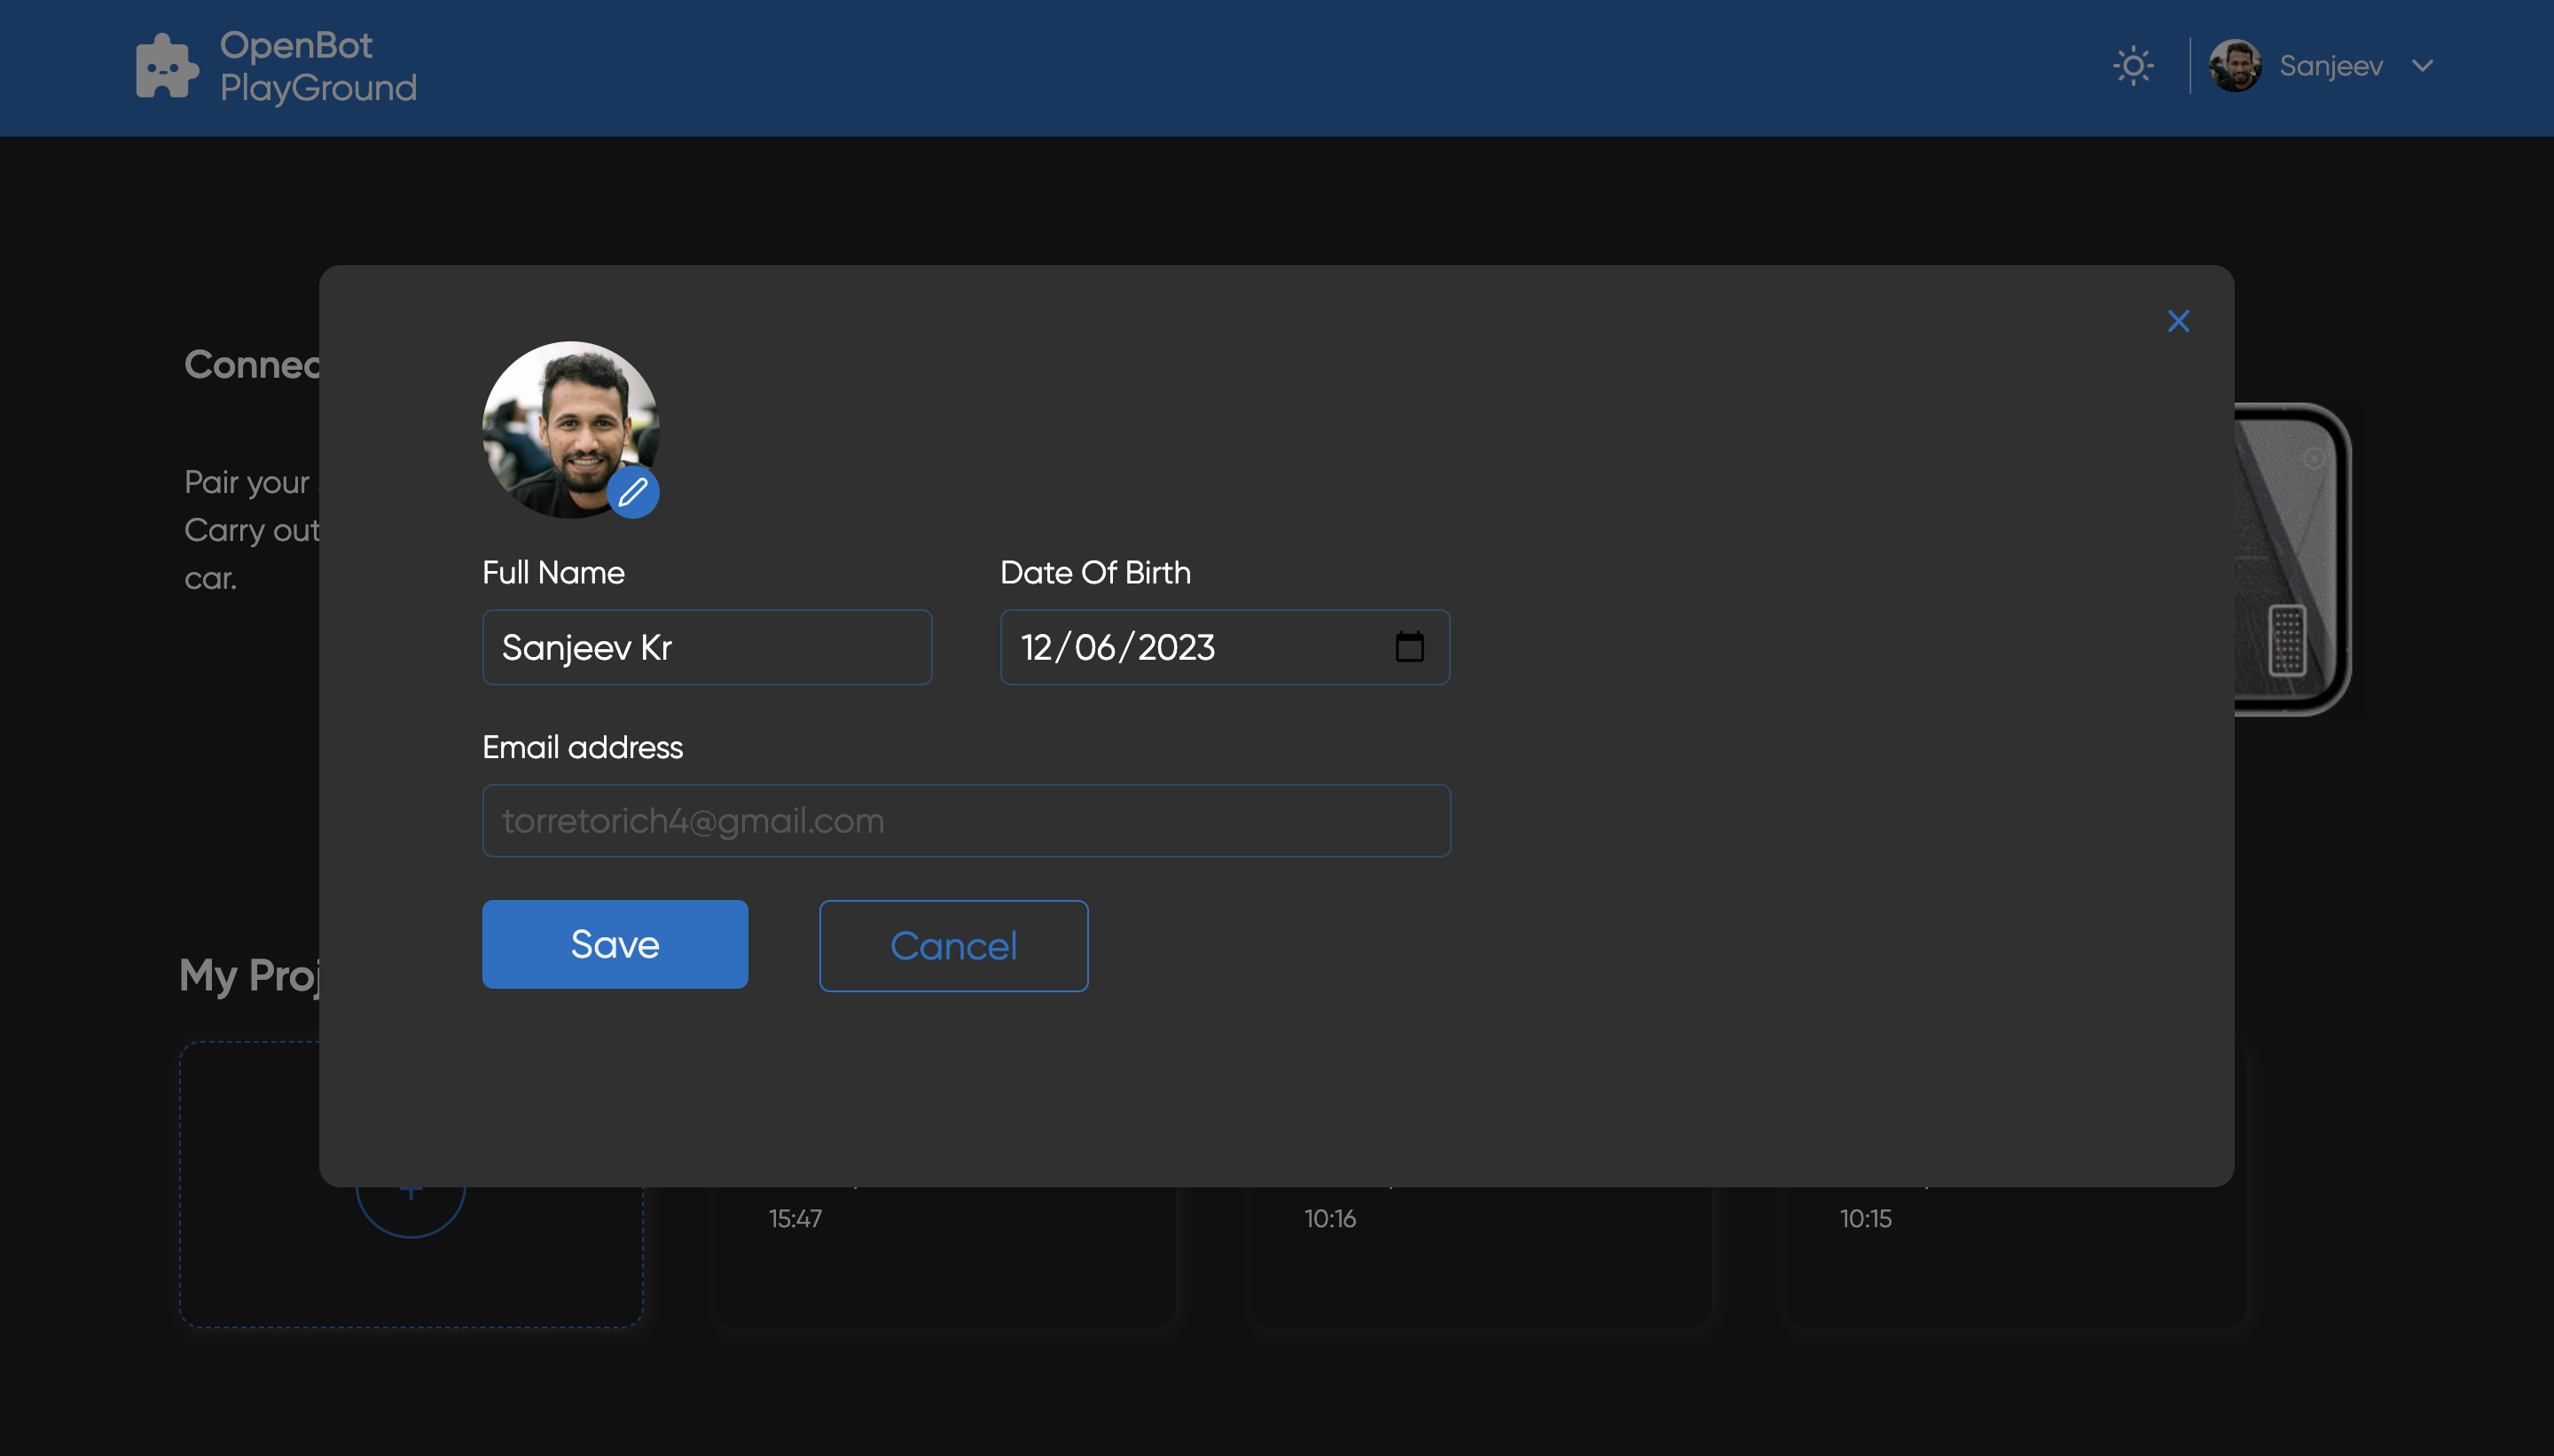 OpenBot
PlayGround
Sanjeev
Connec
Pair your
Carry out
car.
Full Name
Date Of Birth
Sanjeev Kr
12/06/2023
Email address
torretorich4@gmail.com
Save
Cancel
My Proj
15:47
10:16
10:15